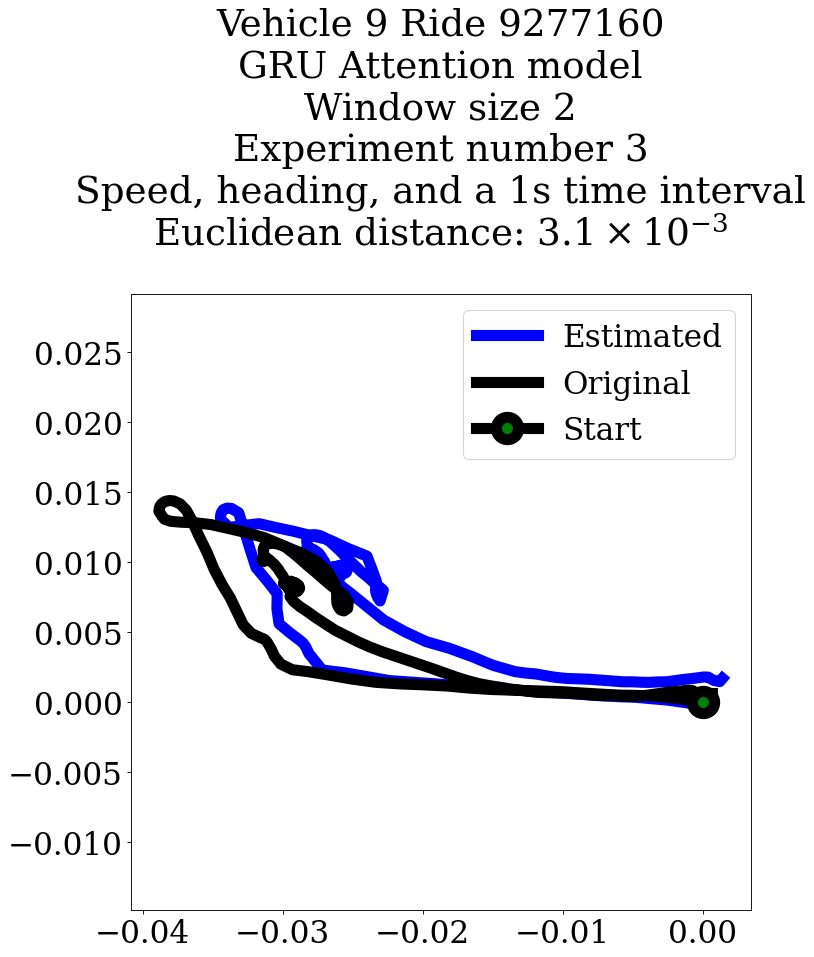 Vehicle 9 Ride 9277160
GRU Attention model
Window size 2
Experiment number 3
Speed, heading, and a 1s time interval
Euclidean distance: 3.1 × 10⁻³
Estimated
Original
Start
0.025
0.020
0.015
0.010
0.005
0.000
−0.005
−0.010
−0.04 −0.03 −0.02 −0.01 0.00